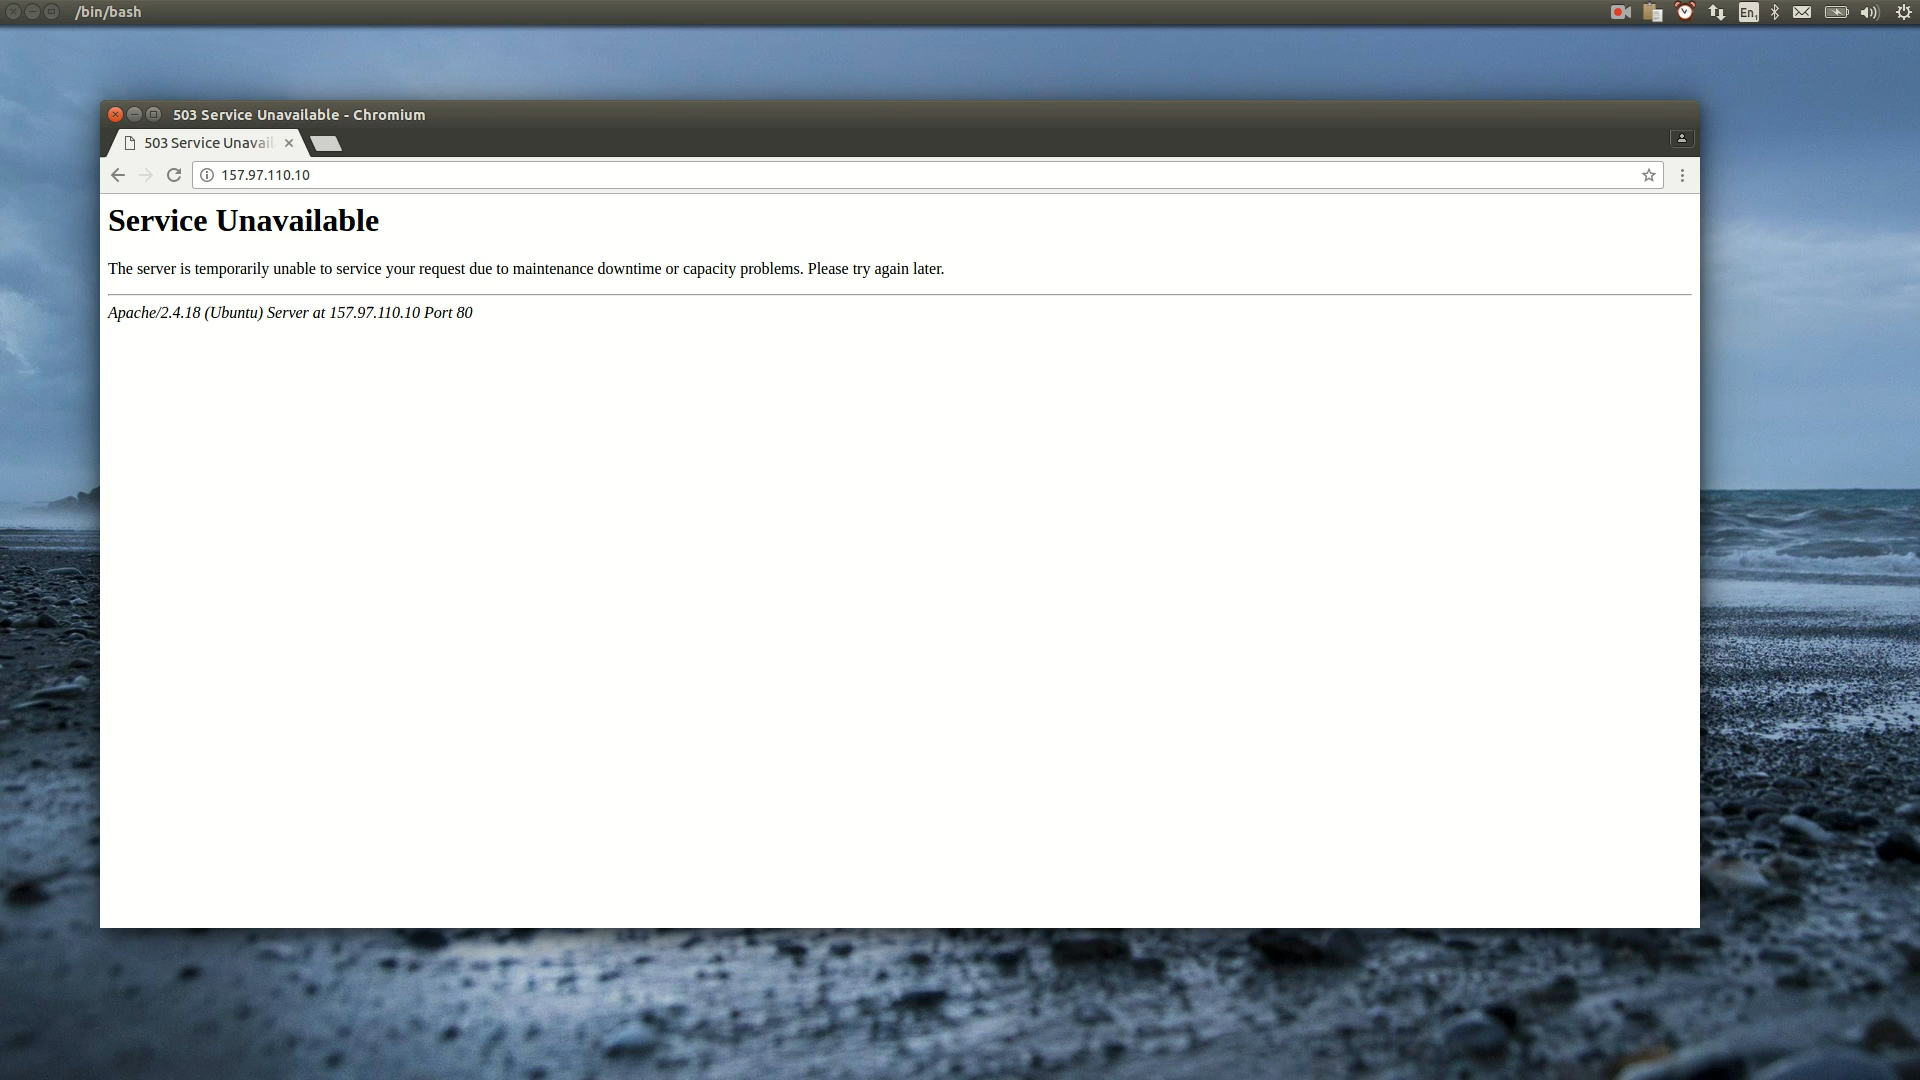 /bin/bash
En1
503 Service Unavailable - Chromium
503 Service Unavail
157.97.110.10
Service Unavailable
The server is temporarily unable to service your request due to maintenance downtime or capacity problems. Please try again later.
Apache/2.4.18 (Ubuntu) Server at 157.97.110.10 Port 80